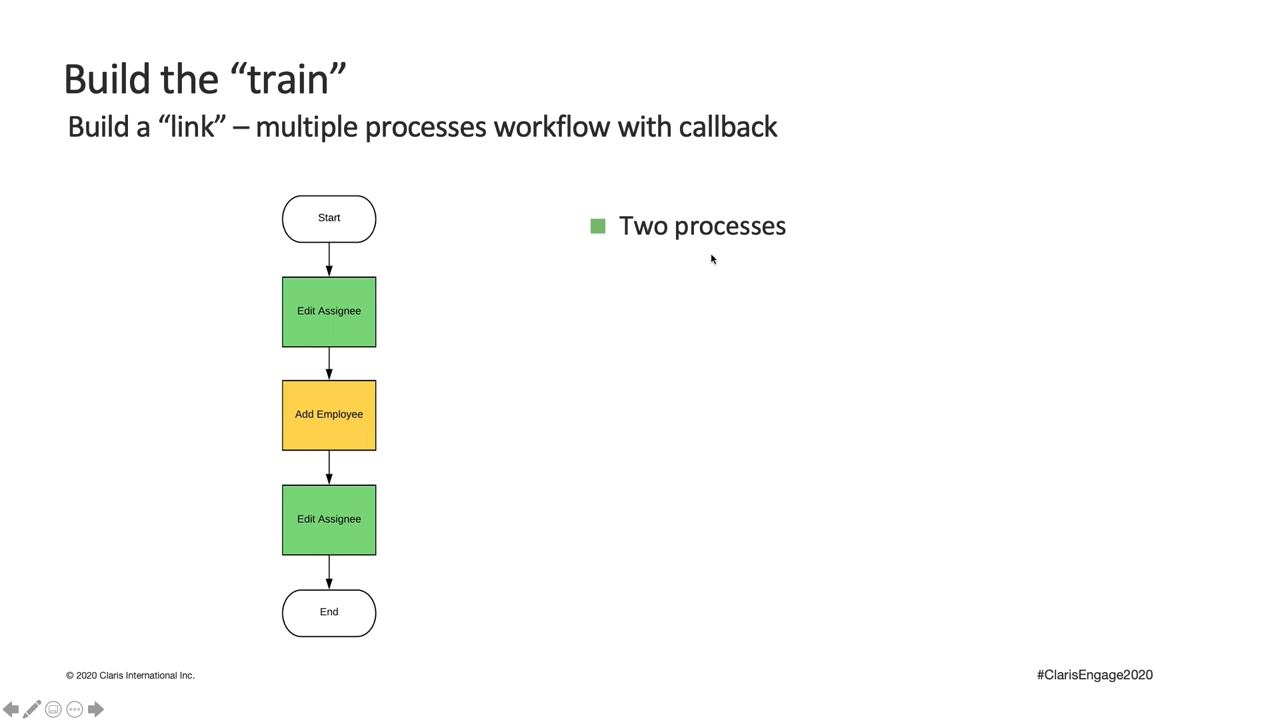 Build the “train”
Build a “link” – multiple processes workflow with callback
Start
Two processes
Edit Assignee
Add Employee
Edit Assignee
End
© 2020 Claris International Inc.
#ClarisEngage2020